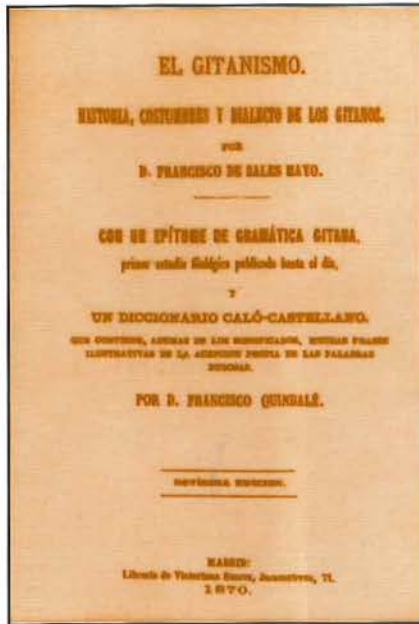 EL GITANISMO.
HISTORIA, COSTUMBRES Y DIALECTO DE LOS GITANOS.
POR
D. FRANCISCO DE SALES MAYO.
CON UN EPÍTOME DE GRAMÁTICA GITANA,
primer estudio filológico publicado hasta el dia,
Y
UN DICCIONARIO CALÓ-CASTELLANO.
QUE CONTIENE, ADEMAS DE LOS SIGNIFICADOS, MUCHAS FRASES
ILUSTRATIVAS DE LA ACEPCION PROPIA DE LAS PALABRAS
DUDOSAS.
POR D. FRANCISCO QUINDALÉ.
NOVÍSIMA EDICION.
MADRID:
Librería de Victoriano Suarez, Jacometrezo, 72.
1870.